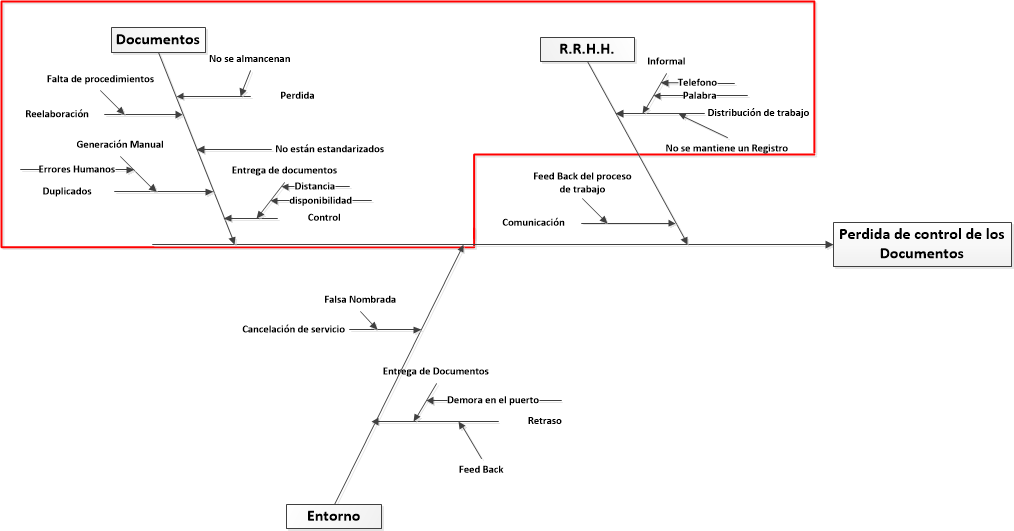 Documentos
R.R.H.H.
No se almancenan
Informal
Falta de procedimientos
Telefono
Perdida
Palabra
Reelaboración
Distribución de trabajo
Generación Manual
No están estandarizados
No se mantiene un Registro
Errores Humanos
Entrega de documentos
Feed Back del proceso
de trabajo
Duplicados
Distancia
disponibilidad
Control
Comunicación
Perdida de control de los
Documentos
Falsa Nombrada
Cancelación de servicio
Entrega de Documentos
Demora en el puerto
Retraso
Feed Back
Entorno